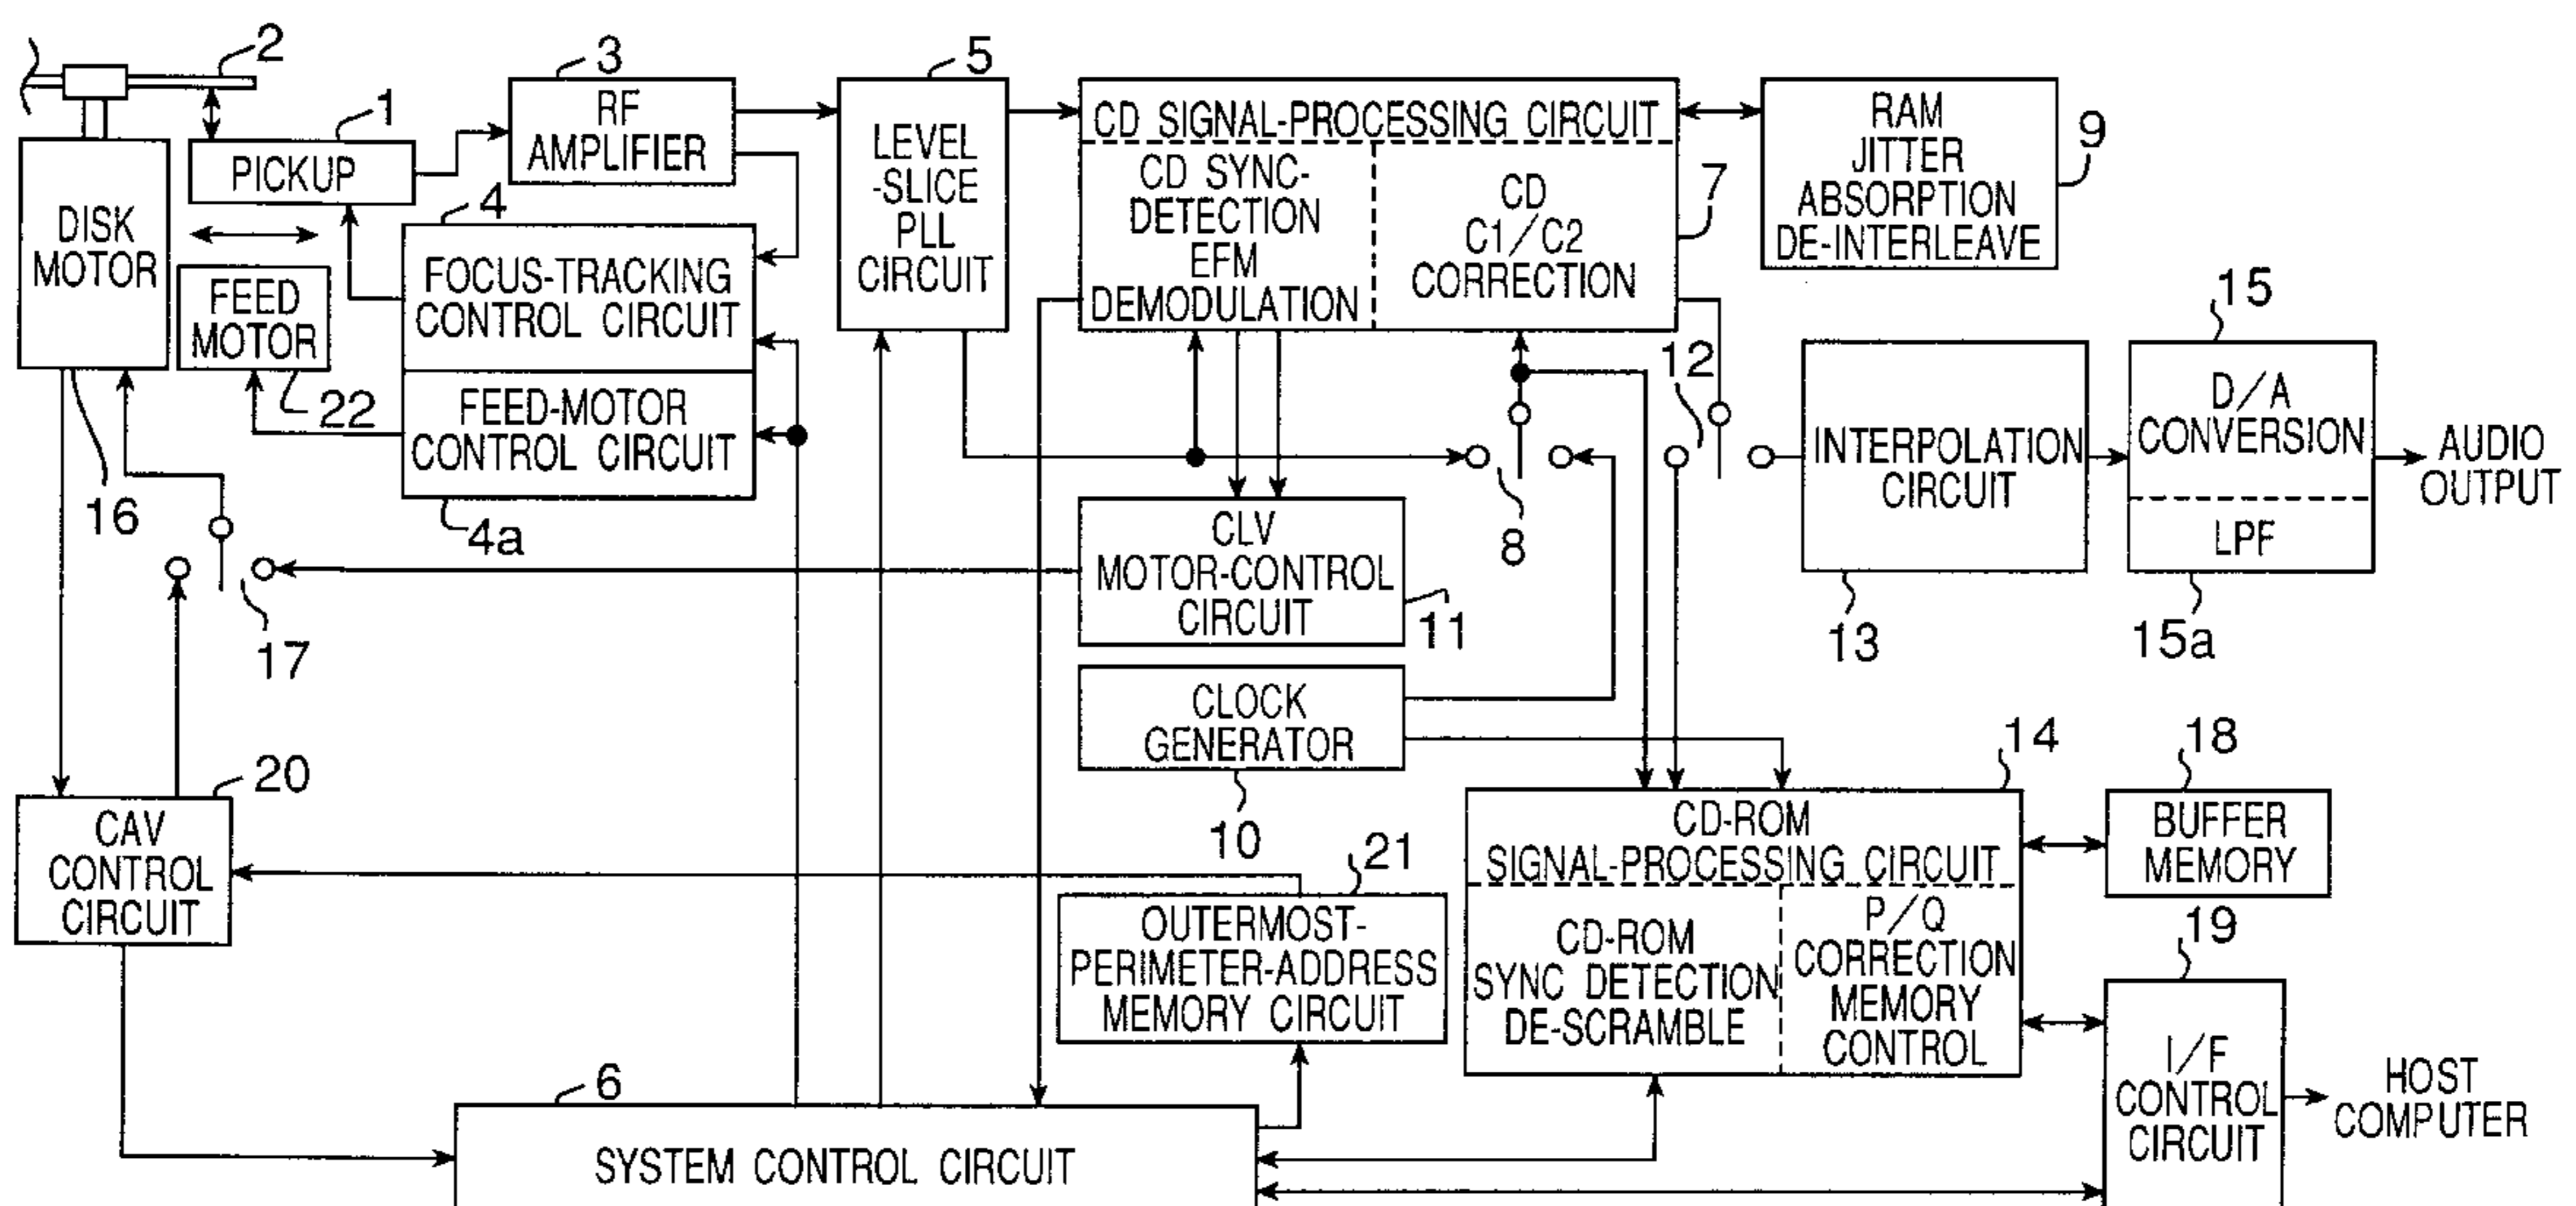 2
3
5
1
RF
AMPLIFIER
PICKUP
LEVEL
-SLICE
PLL
CIRCUIT
CD SIGNAL-PROCESSING CIRCUIT
CD SYNC-
DETECTION
EFM
DEMODULATION
CD
C1/C2
CORRECTION
7
RAM
JITTER
ABSORPTION
DE-INTERLEAVE
9
DISK
MOTOR
4
FEED
MOTOR
FOCUS-TRACKING
CONTROL CIRCUIT
FEED-MOTOR
CONTROL CIRCUIT
22
16
4a
17
12
8
INTERPOLATION
CIRCUIT
13
15
D/A
CONVERSION
LPF
15a
AUDIO
OUTPUT
CLV
MOTOR-CONTROL
CIRCUIT
11
CLOCK
GENERATOR
10
20
CAV
CONTROL
CIRCUIT
21
OUTERMOST-
PERIMETER-ADDRESS
MEMORY CIRCUIT
14
CD-ROM
SIGNAL-PROCESSING CIRCUIT
CD-ROM
SYNC DETECTION
DE-SCRAMBLE
P/Q
CORRECTION
MEMORY
CONTROL
18
BUFFER
MEMORY
19
I/F
CONTROL
CIRCUIT
HOST
COMPUTER
6
SYSTEM CONTROL CIRCUIT